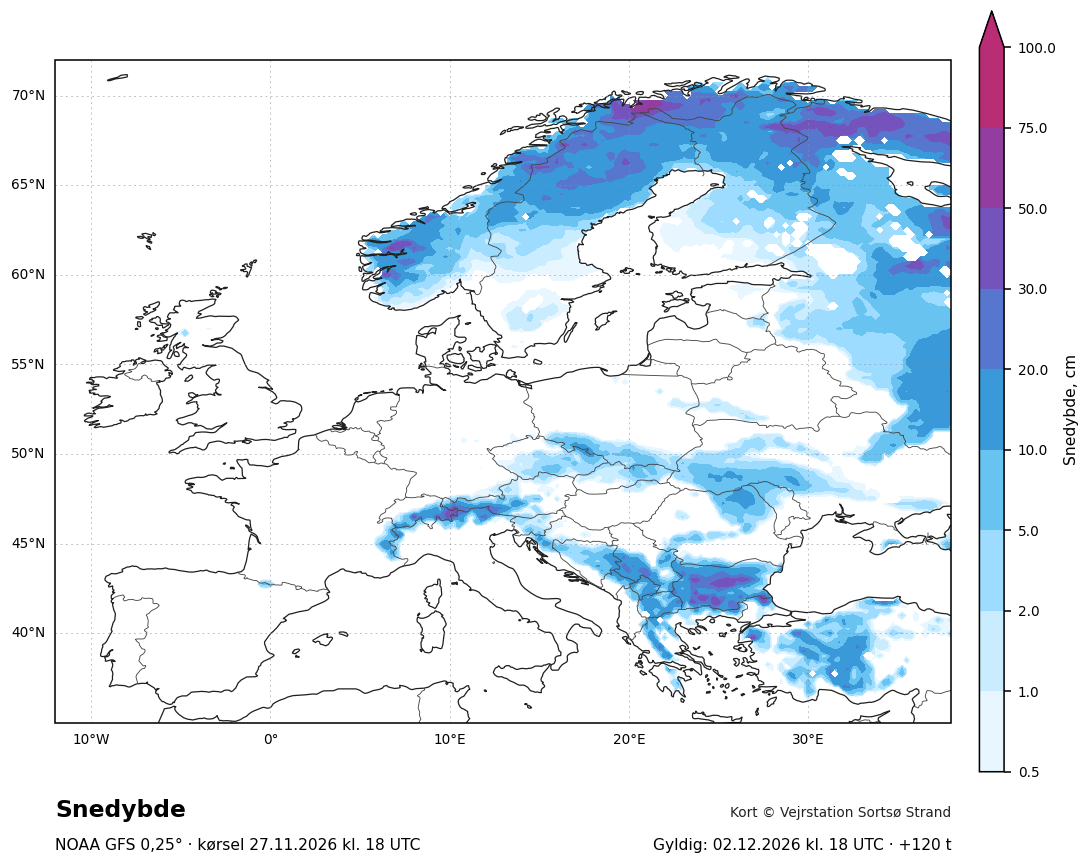 100.0
75.0
50.0
30.0
20.0
10.0
5.0
2.0
1.0
0.5
Snedybde, cm
70°N
65°N
60°N
55°N
50°N
45°N
40°N
10°W
0°
10°E
20°E
30°E
Snedybde
Kort © Vejrstation Sortsø Strand
NOAA GFS 0,25° · kørsel 27.11.2026 kl. 18 UTC
Gyldig: 02.12.2026 kl. 18 UTC · +120 t